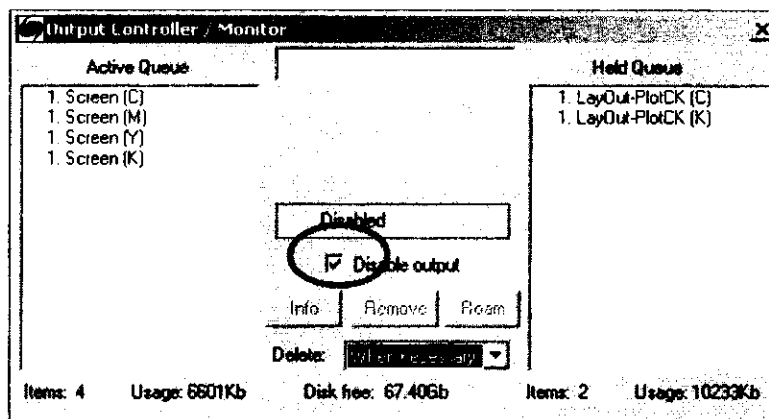 Output Controller / Monitor
Active Queue
Held Queue
1. Screen (C)
1. Screen (M)
1. Screen (Y)
1. Screen (K)
1. LayOut-PlotCK (C)
1. LayOut-PlotCK (K)
Disabled
Disable output
Info Remove Roam
Delete: When necessary
Items: 4 Usage: 6601Kb Disk free: 67.40Gb Items: 2 Usage: 10233Kb